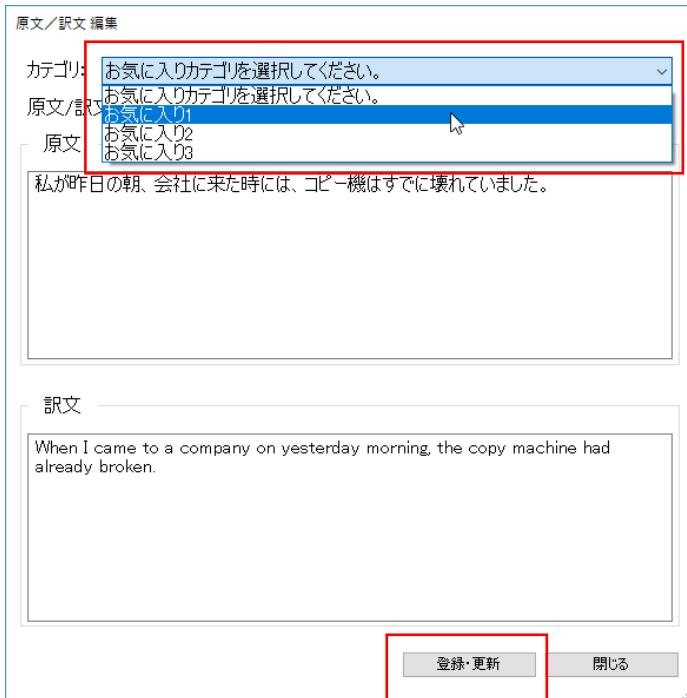 原文／訳文 編集
カテゴリ: お気に入りカテゴリを選択してください。
お気に入りカテゴリを選択してください。
原文/訳文
お気に入り1
お気に入り2
お気に入り3
原文
私が昨日の朝、会社に来た時には、コピー機はすでに壊れていました。
訳文
When I came to a company on yesterday morning, the copy machine had
already broken.
登録・更新 閉じる